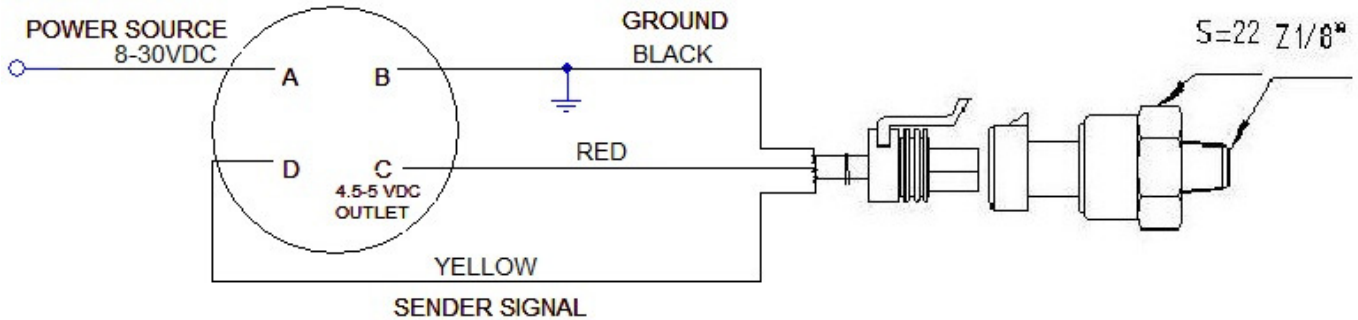 POWER SOURCE
8-30VDC
GROUND
BLACK
S=22 Z1/8"
A
B
RED
D
C
4.5-5 VDC
OUTLET
YELLOW
SENDER SIGNAL